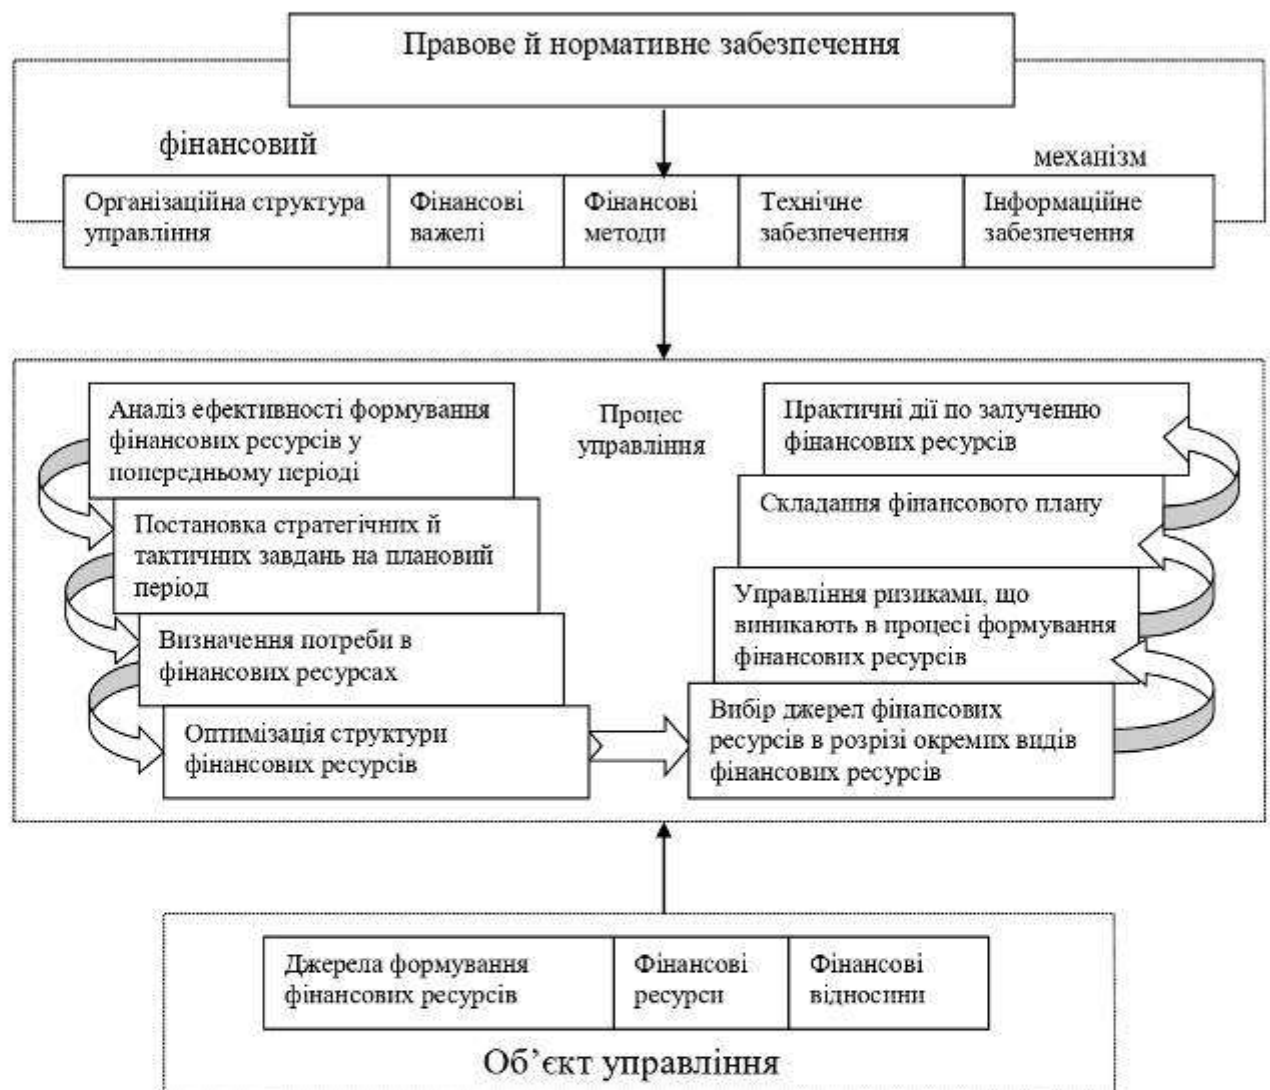 Правове й нормативне забезпечення
фінансовий
механізм
Організаційна структура
управління
Фінансові
важелі
Фінансові
методи
Технічне
забезпечення
Інформаційне
забезпечення
Процес
управління
Аналіз ефективності формування
фінансових ресурсів у
попередньому періоді
Постановка стратегічних й
тактичних завдань на плановий
період
Визначення потреби в
фінансових ресурсах
Оптимізація структури
фінансових ресурсів
Вибір джерел фінансових
ресурсів в розрізі окремих видів
фінансових ресурсів
Управління ризиками, що
виникають в процесі формування
фінансових ресурсів
Складання фінансового плану
Практичні дії по залученню
фінансових ресурсів
Джерела формування
фінансових ресурсів
Фінансові
ресурси
Фінансові
відносини
Об’єкт управління